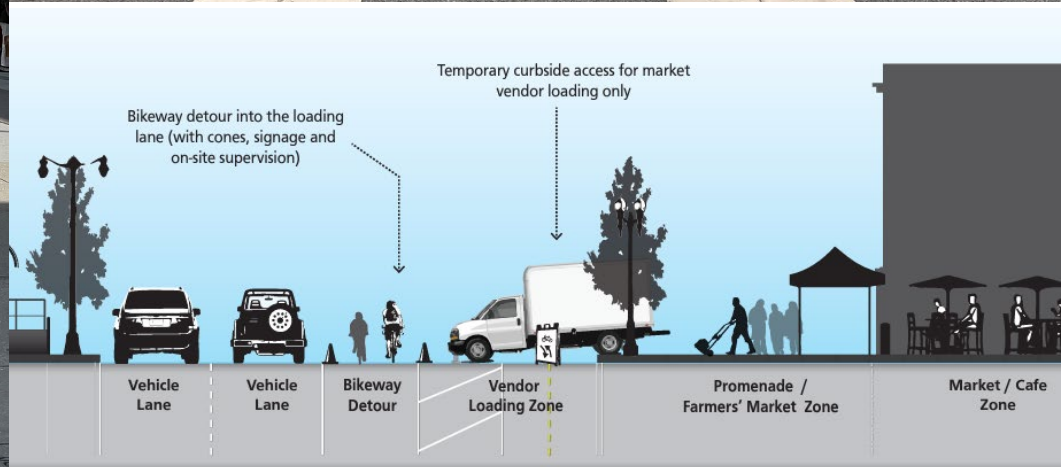 Temporary curbside access for market
vendor loading only
Bikeway detour into the loading
lane (with cones, signage and
on-site supervision)
Vehicle
Lane
Vehicle
Lane
Bikeway
Detour
Vendor
Loading Zone
Promenade /
Farmers’ Market Zone
Market / Cafe
Zone